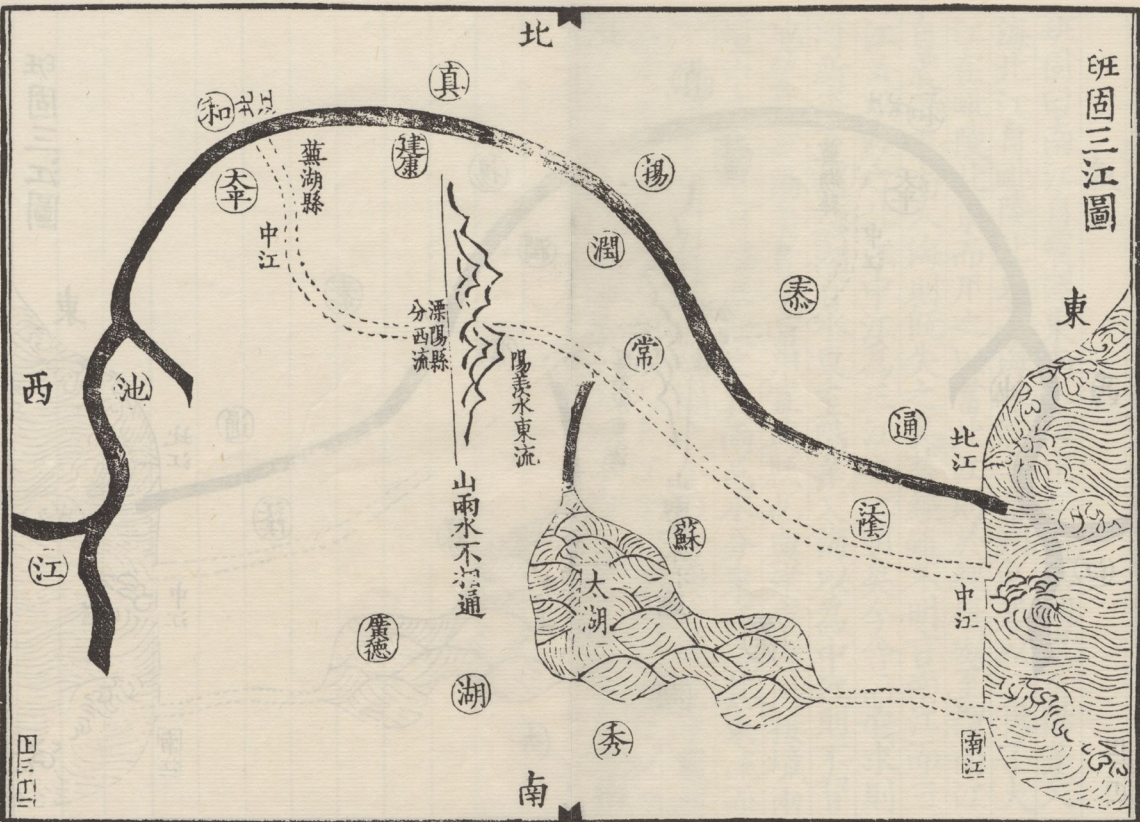 班固三江圖
北
東
西
南
真
和
北江
建康
太平
蕪湖縣
中江
揚
潤
泰
常
通
北江
溧陽縣
分西流
陽羨水東流
池
山兩水不相通
江陰
蘇
中江
江
太湖
廣德
湖
秀
南江